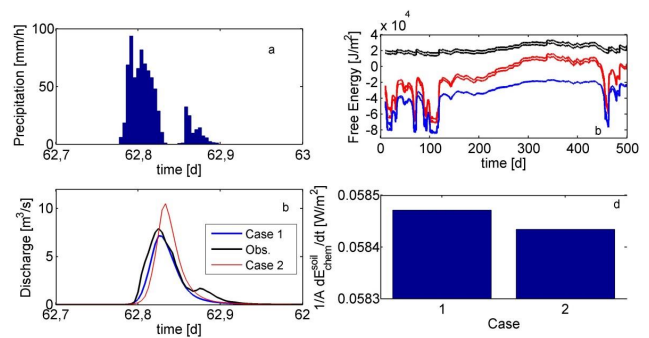 Precipitation [mm/h]
100
50
0
a
62,7
62,8
62,9
63
time [d]
Free Energy [J/m²]
x 10⁴
4
2
0
-2
-4
-6
-8
b
0
100
200
300
400
500
time [d]
Discharge [m³/s]
10
5
0
b
Case 1
Obs.
Case 2
62,7
62,8
62,9
62
time [d]
1/A dE^soil_chem/dt [W/m²]
0.0585
0.0584
0.0583
d
1
2
Case